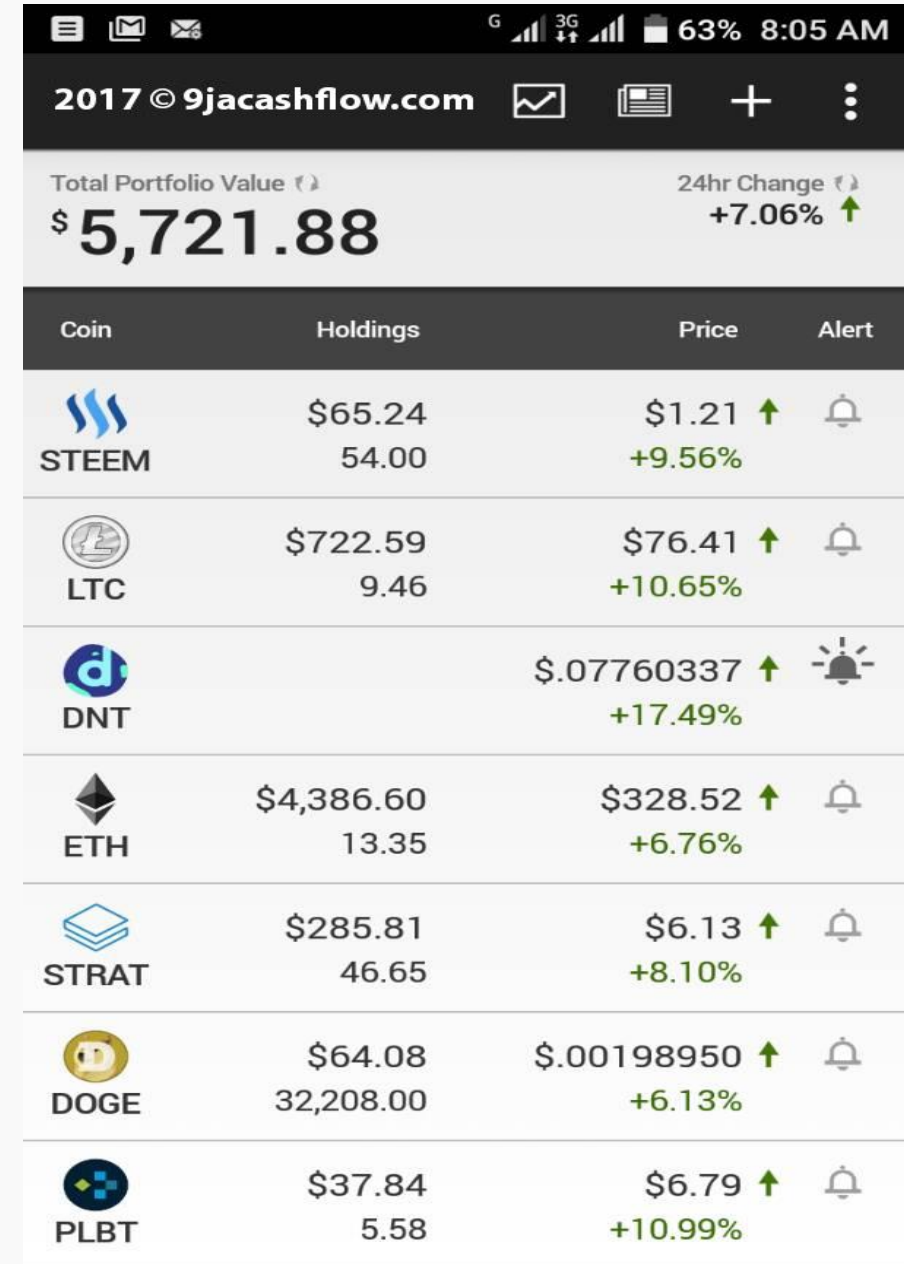 G 3G 63% 8:05 AM
2017 © 9jacashflow.com
Total Portfolio Value 24hr Change
$5,721.88 +7.06%
Coin Holdings Price Alert
$65.24 $1.21
STEEM 54.00 +9.56%
$722.59 $76.41
LTC 9.46 +10.65%
d
$.07760337
DNT +17.49%
$4,386.60 $328.52
ETH 13.35 +6.76%
$285.81 $6.13
STRAT 46.65 +8.10%
$64.08 $.00198950
DOGE 32,208.00 +6.13%
$37.84 $6.79
PLBT 5.58 +10.99%